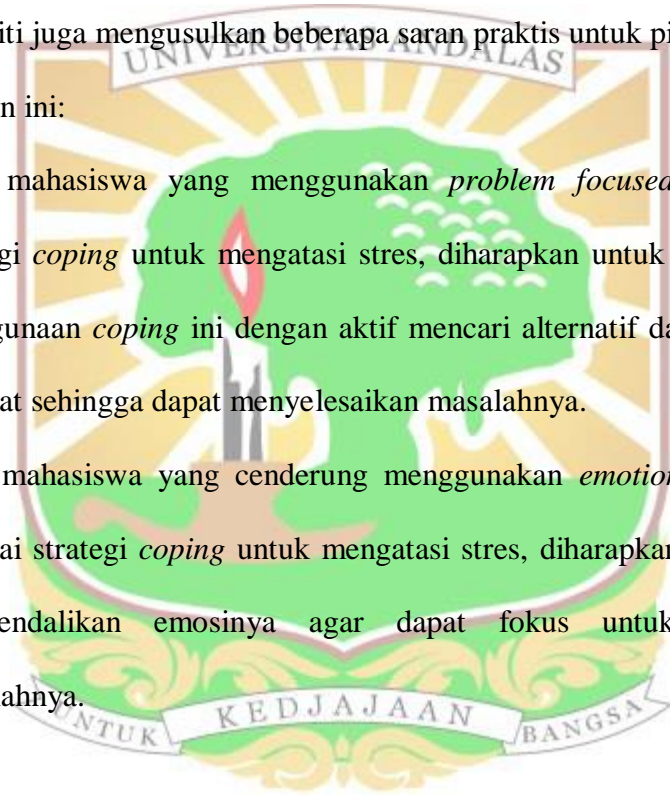 iti juga mengusulkan beberapa saran praktis untuk pi
UNIVERSITAS ANDALAS
n ini:
mahasiswa yang menggunakan problem focused
gi coping untuk mengatasi stres, diharapkan untuk
gunaan coping ini dengan aktif mencari alternatif da
at sehingga dapat menyelesaikan masalahnya.
mahasiswa yang cenderung menggunakan emotion
ai strategi coping untuk mengatasi stres, diharapkan
endalikan emosinya agar dapat fokus untuk
lahnya.
UNTUK KEDJAJAAN BANGSA